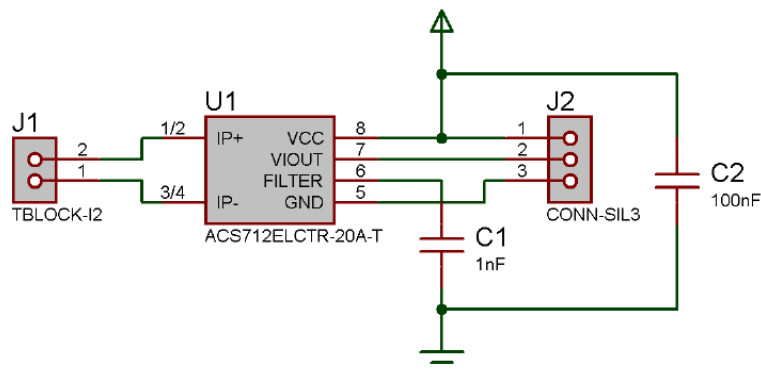 J1
2
1
TBLOCK-I2
U1
1/2
3/4
IP+
IP-
VCC
VIOUT
FILTER
GND
8
7
6
5
ACS712ELCTR-20A-T
J2
1
2
3
CONN-SIL3
C1
1nF
C2
100nF